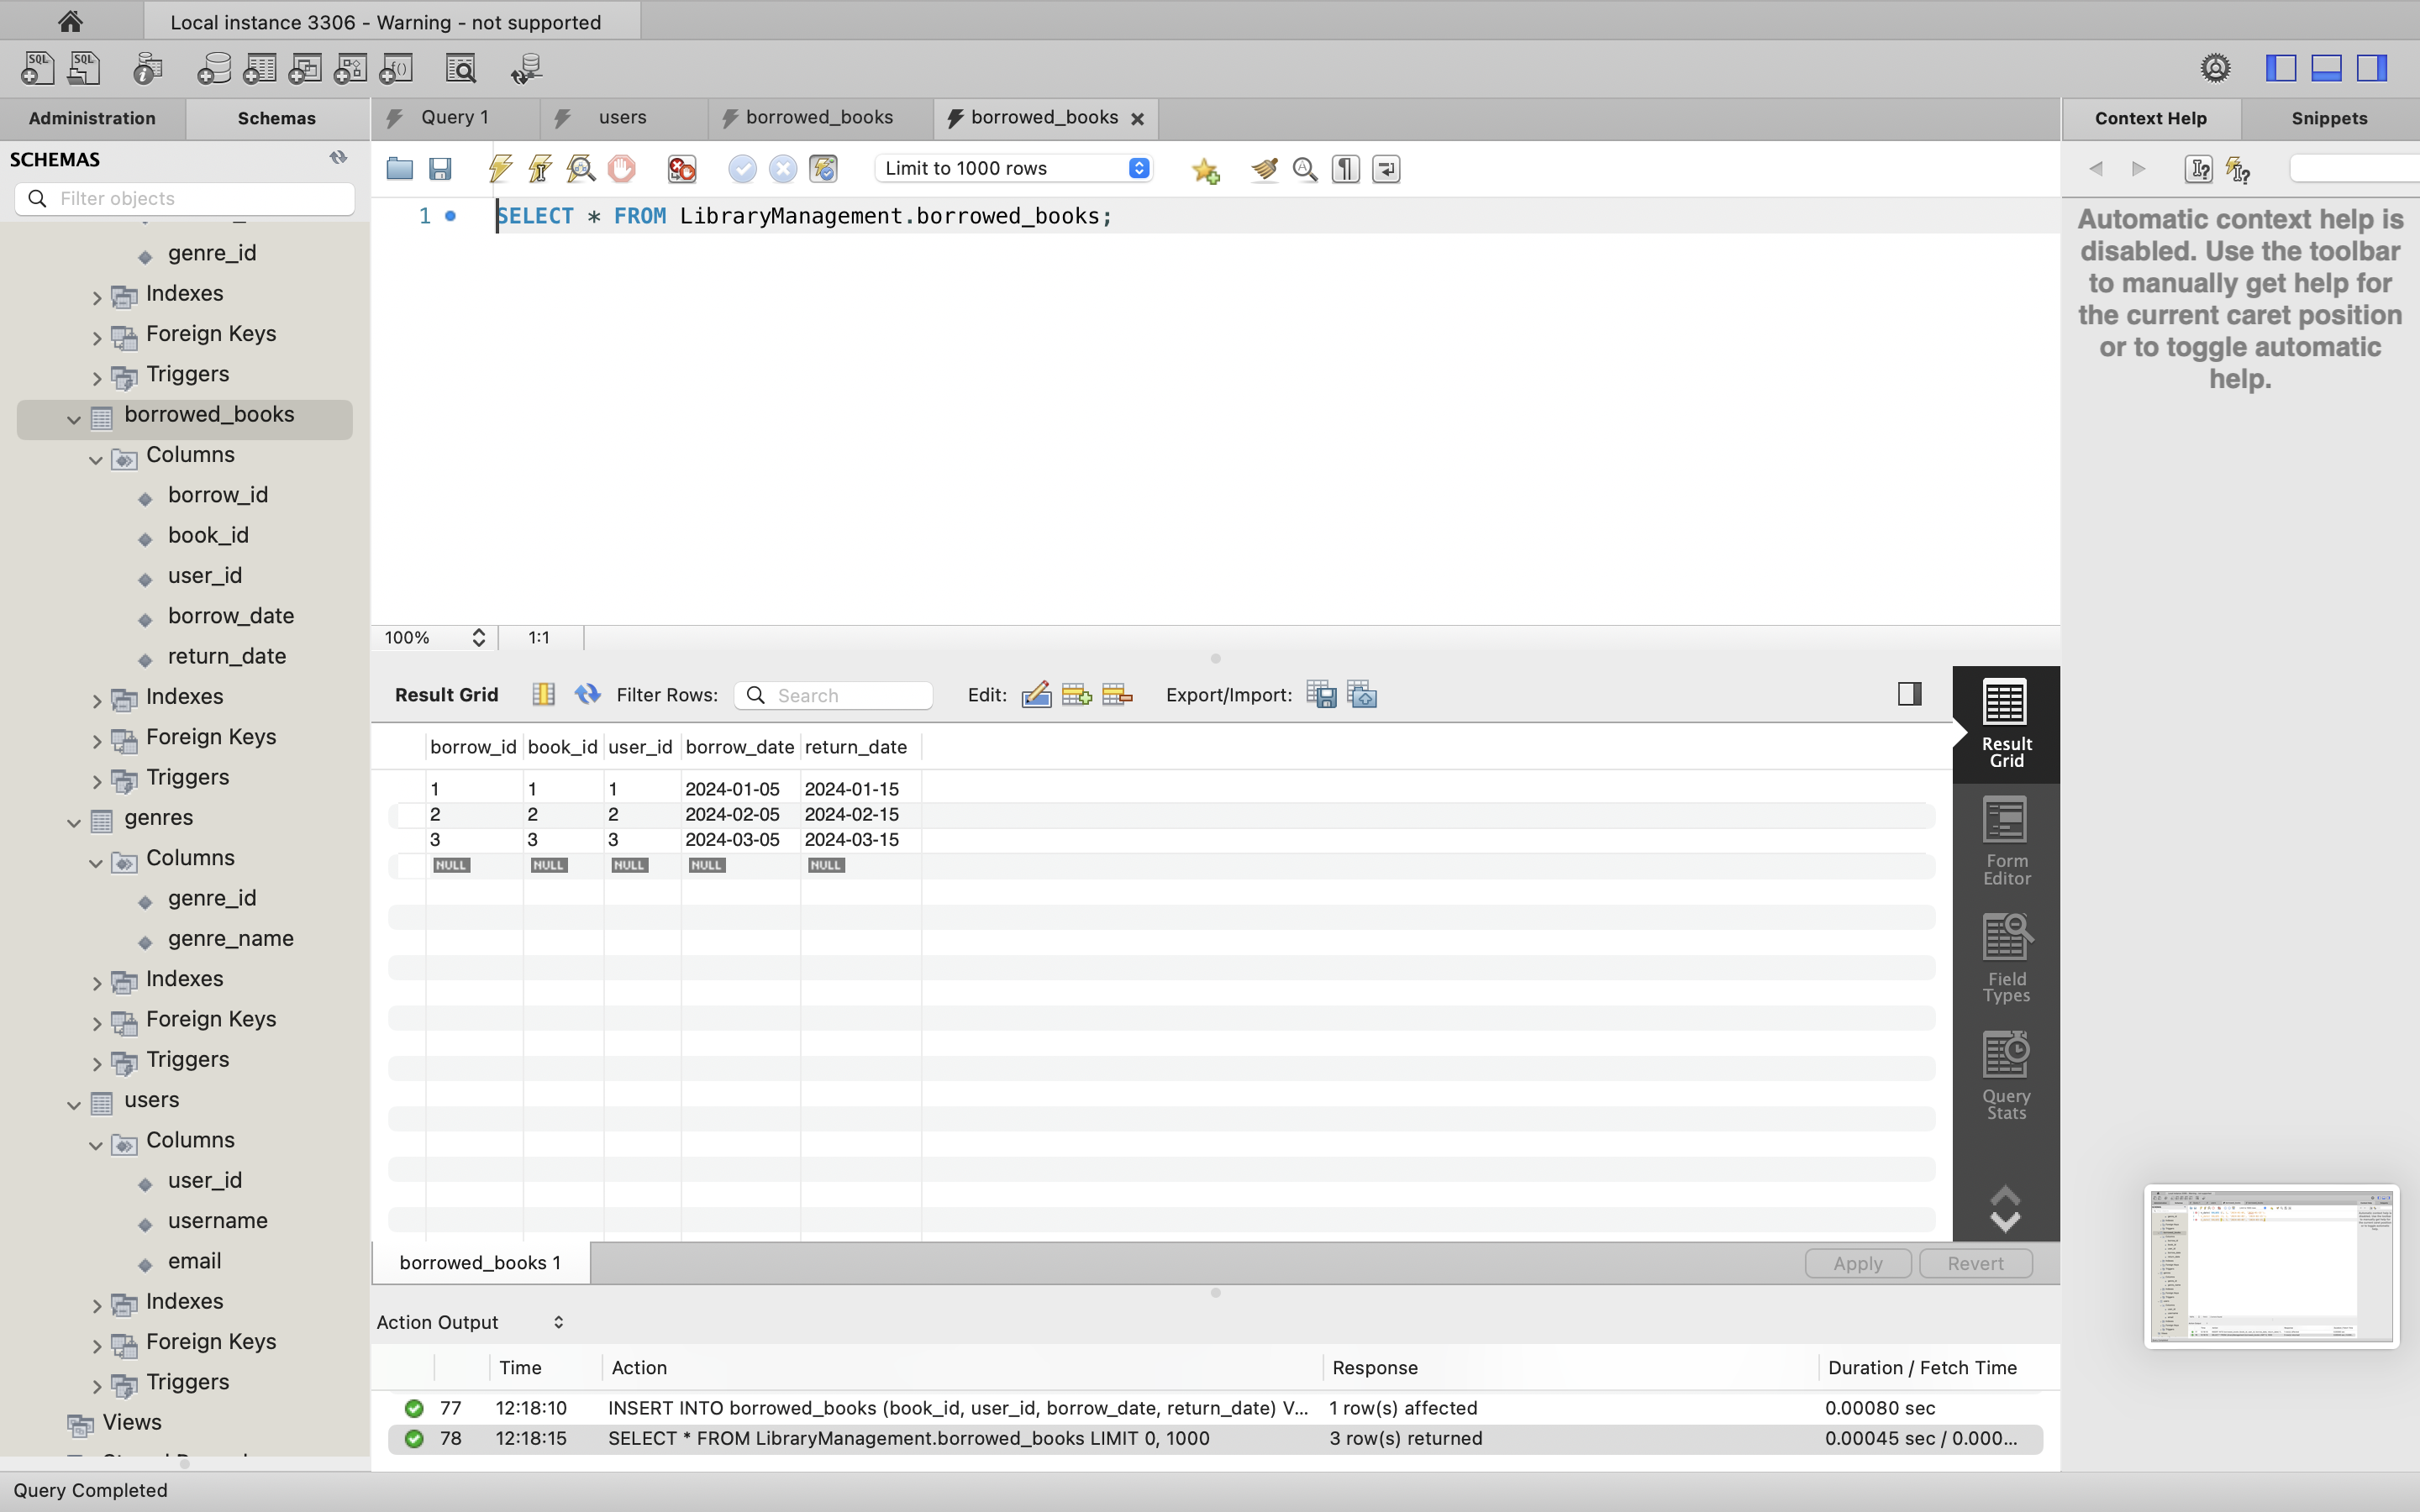 Local instance 3306 - Warning - not supported
Administration
Schemas
Query 1
users
borrowed_books
borrowed_books
Context Help
Snippets
SCHEMAS
Limit to 1000 rows
Filter objects
1
SELECT * FROM LibraryManagement.borrowed_books;
Automatic context help is
disabled. Use the toolbar
to manually get help for
the current caret position
or to toggle automatic
help.
genre_id
Indexes
Foreign Keys
Triggers
borrowed_books
Columns
borrow_id
book_id
user_id
borrow_date
return_date
Indexes
Foreign Keys
Triggers
genres
Columns
genre_id
genre_name
Indexes
Foreign Keys
Triggers
users
Columns
user_id
username
email
Indexes
Foreign Keys
Triggers
Views
100%
1:1
Result Grid
Filter Rows:
Search
Edit:
Export/Import:
borrow_id book_id user_id borrow_date return_date
1 1 1 2024-01-05 2024-01-15
2 2 2 2024-02-05 2024-02-15
3 3 3 2024-03-05 2024-03-15
NULL NULL NULL NULL NULL
Result
Grid
Form
Editor
Field
Types
Query
Stats
borrowed_books 1
Apply
Revert
Action Output
Time Action Response Duration / Fetch Time
77 12:18:10 INSERT INTO borrowed_books (book_id, user_id, borrow_date, return_date) V... 1 row(s) affected 0.00080 sec
78 12:18:15 SELECT * FROM LibraryManagement.borrowed_books LIMIT 0, 1000 3 row(s) returned 0.00045 sec / 0.000...
Query Completed